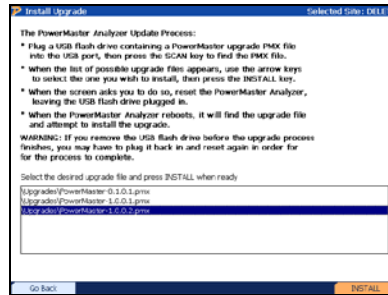 Install Upgrade
Selected Site: DELE
The PowerMaster Analyzer Update Process:
* Plug a USB flash drive containing a PowerMaster upgrade PMX file
into the USB port, then press the SCAN key to find the PMX file.
* When the list of possible upgrade files appears, use the arrow keys
to select the one you wish to install, then press the INSTALL key.
* When the screen asks you to do so, reset the PowerMaster Analyzer,
leaving the USB flash drive plugged in.
* When the PowerMaster Analyzer reboots, it will find the upgrade file
and attempt to install the upgrade.
WARNING: If you remove the USB flash drive before the upgrade process
finishes, you may have to plug it back in and reset again in order for
for the process to complete.
Select the desired upgrade file and press INSTALL when ready
\Upgrades\PowerMaster-0.1.0.1.pmx
\Upgrades\PowerMaster-1.0.0.1.pmx
\Upgrades\PowerMaster-1.0.0.2.pmx
Go Back
INSTALL